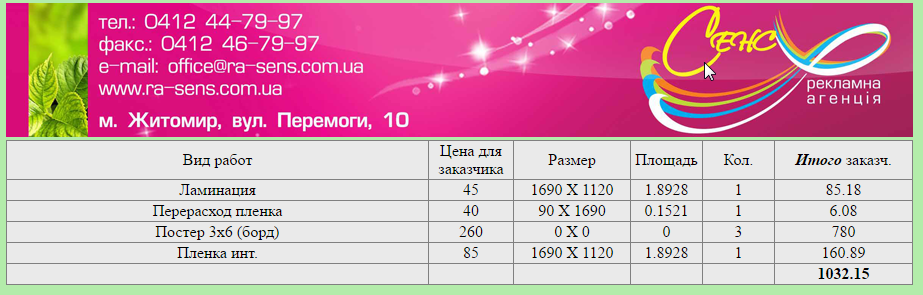 тел.: 0412 44-79-97
факс.: 0412 46-79-97
e-mail: office@ra-sens.com.ua
www.ra-sens.com.ua
м. Житомир, вул. Перемоги, 10
Сенс
рекламна
агенція
Вид работ Цена для заказчика Размер Площадь Кол. Итого заказч.
Ламинация 45 1690 X 1120 1.8928 1 85.18
Перерасход пленка 40 90 X 1690 0.1521 1 6.08
Постер 3х6 (борд) 260 0 X 0 0 3 780
Пленка инт. 85 1690 X 1120 1.8928 1 160.89
1032.15